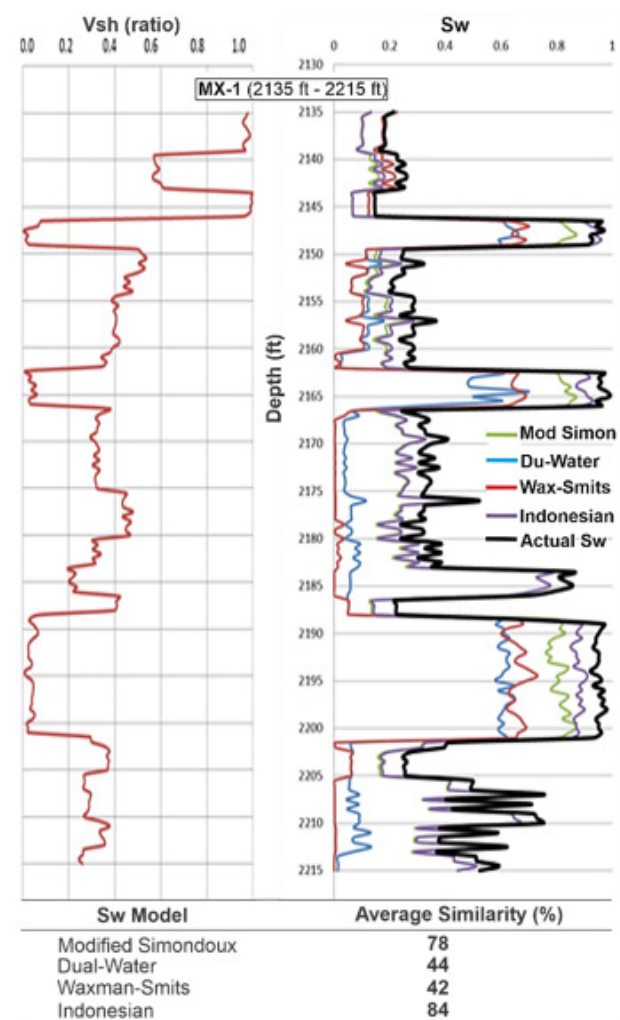 Vsh (ratio)
0.0 0.2 0.4 0.6 0.8 1.0
Sw
0 0.2 0.4 0.6 0.8 1
MX-1 (2135 ft - 2215 ft)
Depth (ft)
2130
2135
2140
2145
2150
2155
2160
2165
2170
2175
2180
2185
2190
2195
2200
2205
2210
2215
Mod Simon
Du-Water
Wax-Smits
Indonesian
Actual Sw
Sw Model Average Similarity (%)
Modified Simondoux 78
Dual-Water 44
Waxman-Smits 42
Indonesian 84